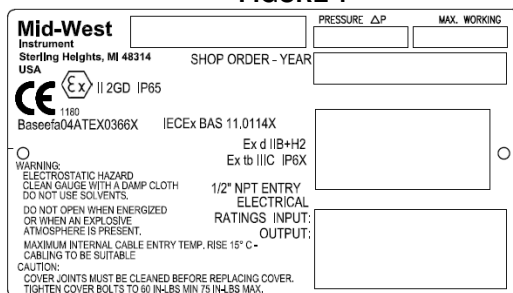 Mid-West
Instrument
Sterling Heights, MI 48314
USA
PRESSURE ΔP
MAX. WORKING
SHOP ORDER - YEAR
Ɛx II 2GD IP65
CE
1180
Baseefa04ATEX0366X IECEx BAS 11,0114X
Ex d IIB+H2
Ex tb IIIC IP6X
WARNING:
ELECTROSTATIC HAZARD
CLEAN GAUGE WITH A DAMP CLOTH
DO NOT USE SOLVENTS.
1/2" NPT ENTRY
ELECTRICAL
RATINGS INPUT:
OUTPUT:
DO NOT OPEN WHEN ENERGIZED
OR WHEN AN EXPLOSIVE
ATMOSPHERE IS PRESENT.
MAXIMUM INTERNAL CABLE ENTRY TEMP. RISE 15° C -
CABLING TO BE SUITABLE
CAUTION:
COVER JOINTS MUST BE CLEANED BEFORE REPLACING COVER.
TIGHTEN COVER BOLTS TO 60 IN-LBS MIN 75 IN-LBS MAX.